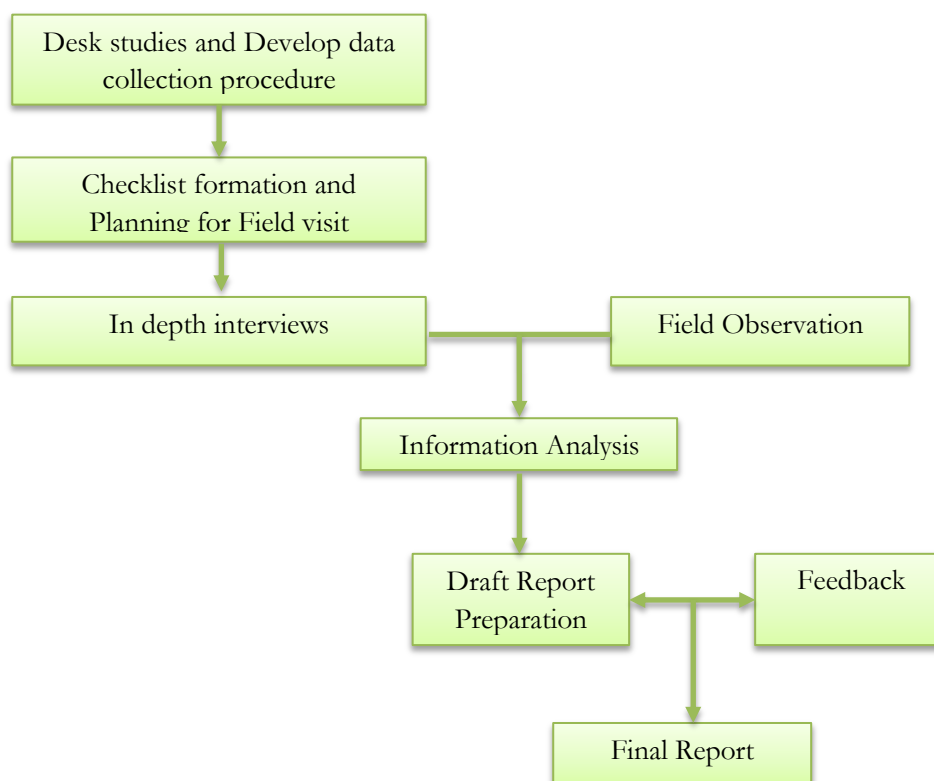 Desk studies and Develop data
collection procedure
Checklist formation and
Planning for Field visit
In depth interviews
Field Observation
Information Analysis
Draft Report
Preparation
Feedback
Final Report